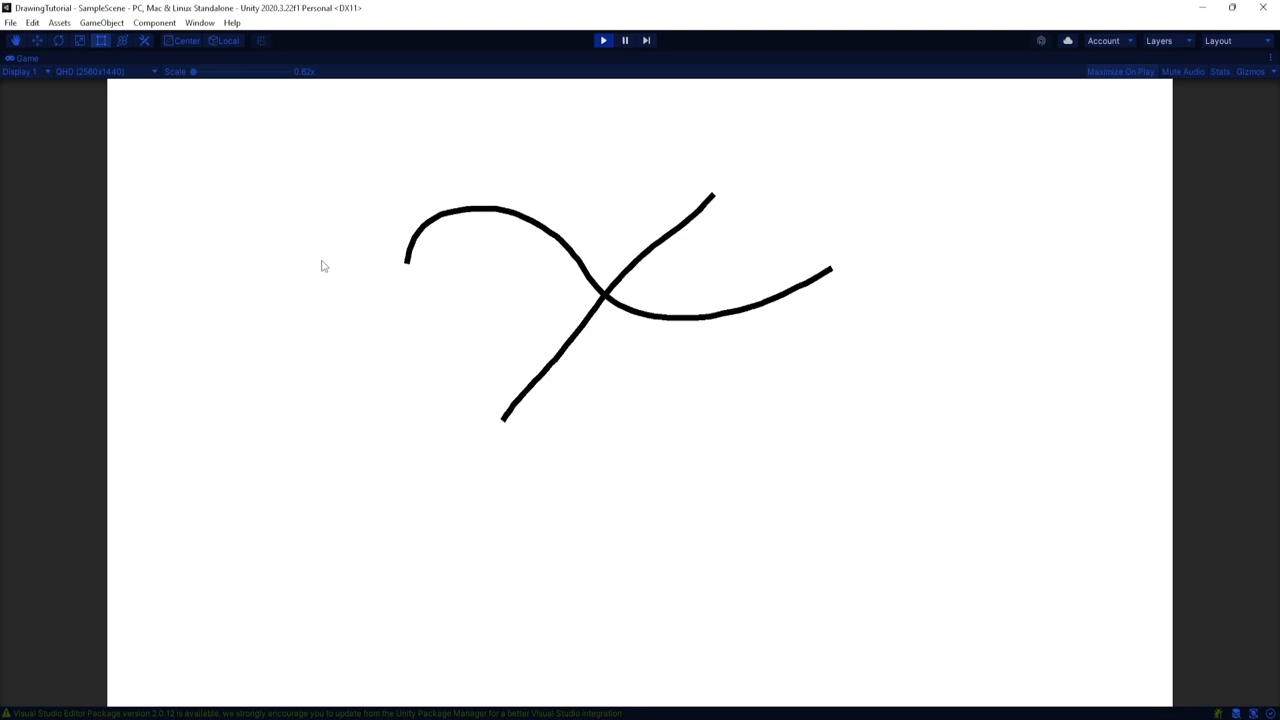 DrawingTutorial - SampleScene - PC, Mac & Linux Standalone - Unity 2020.3.22f1 Personal <DX11>
File Edit Assets GameObject Component Window Help
Center Local Account Layers Layout
Game
Display 1 QHD (2560x1440) Scale 0.62x Maximize On Play Mute Audio Stats Gizmos
Visual Studio Editor Package version 2.0.12 is available, we strongly encourage you to update from the Unity Package Manager for a better Visual Studio integration